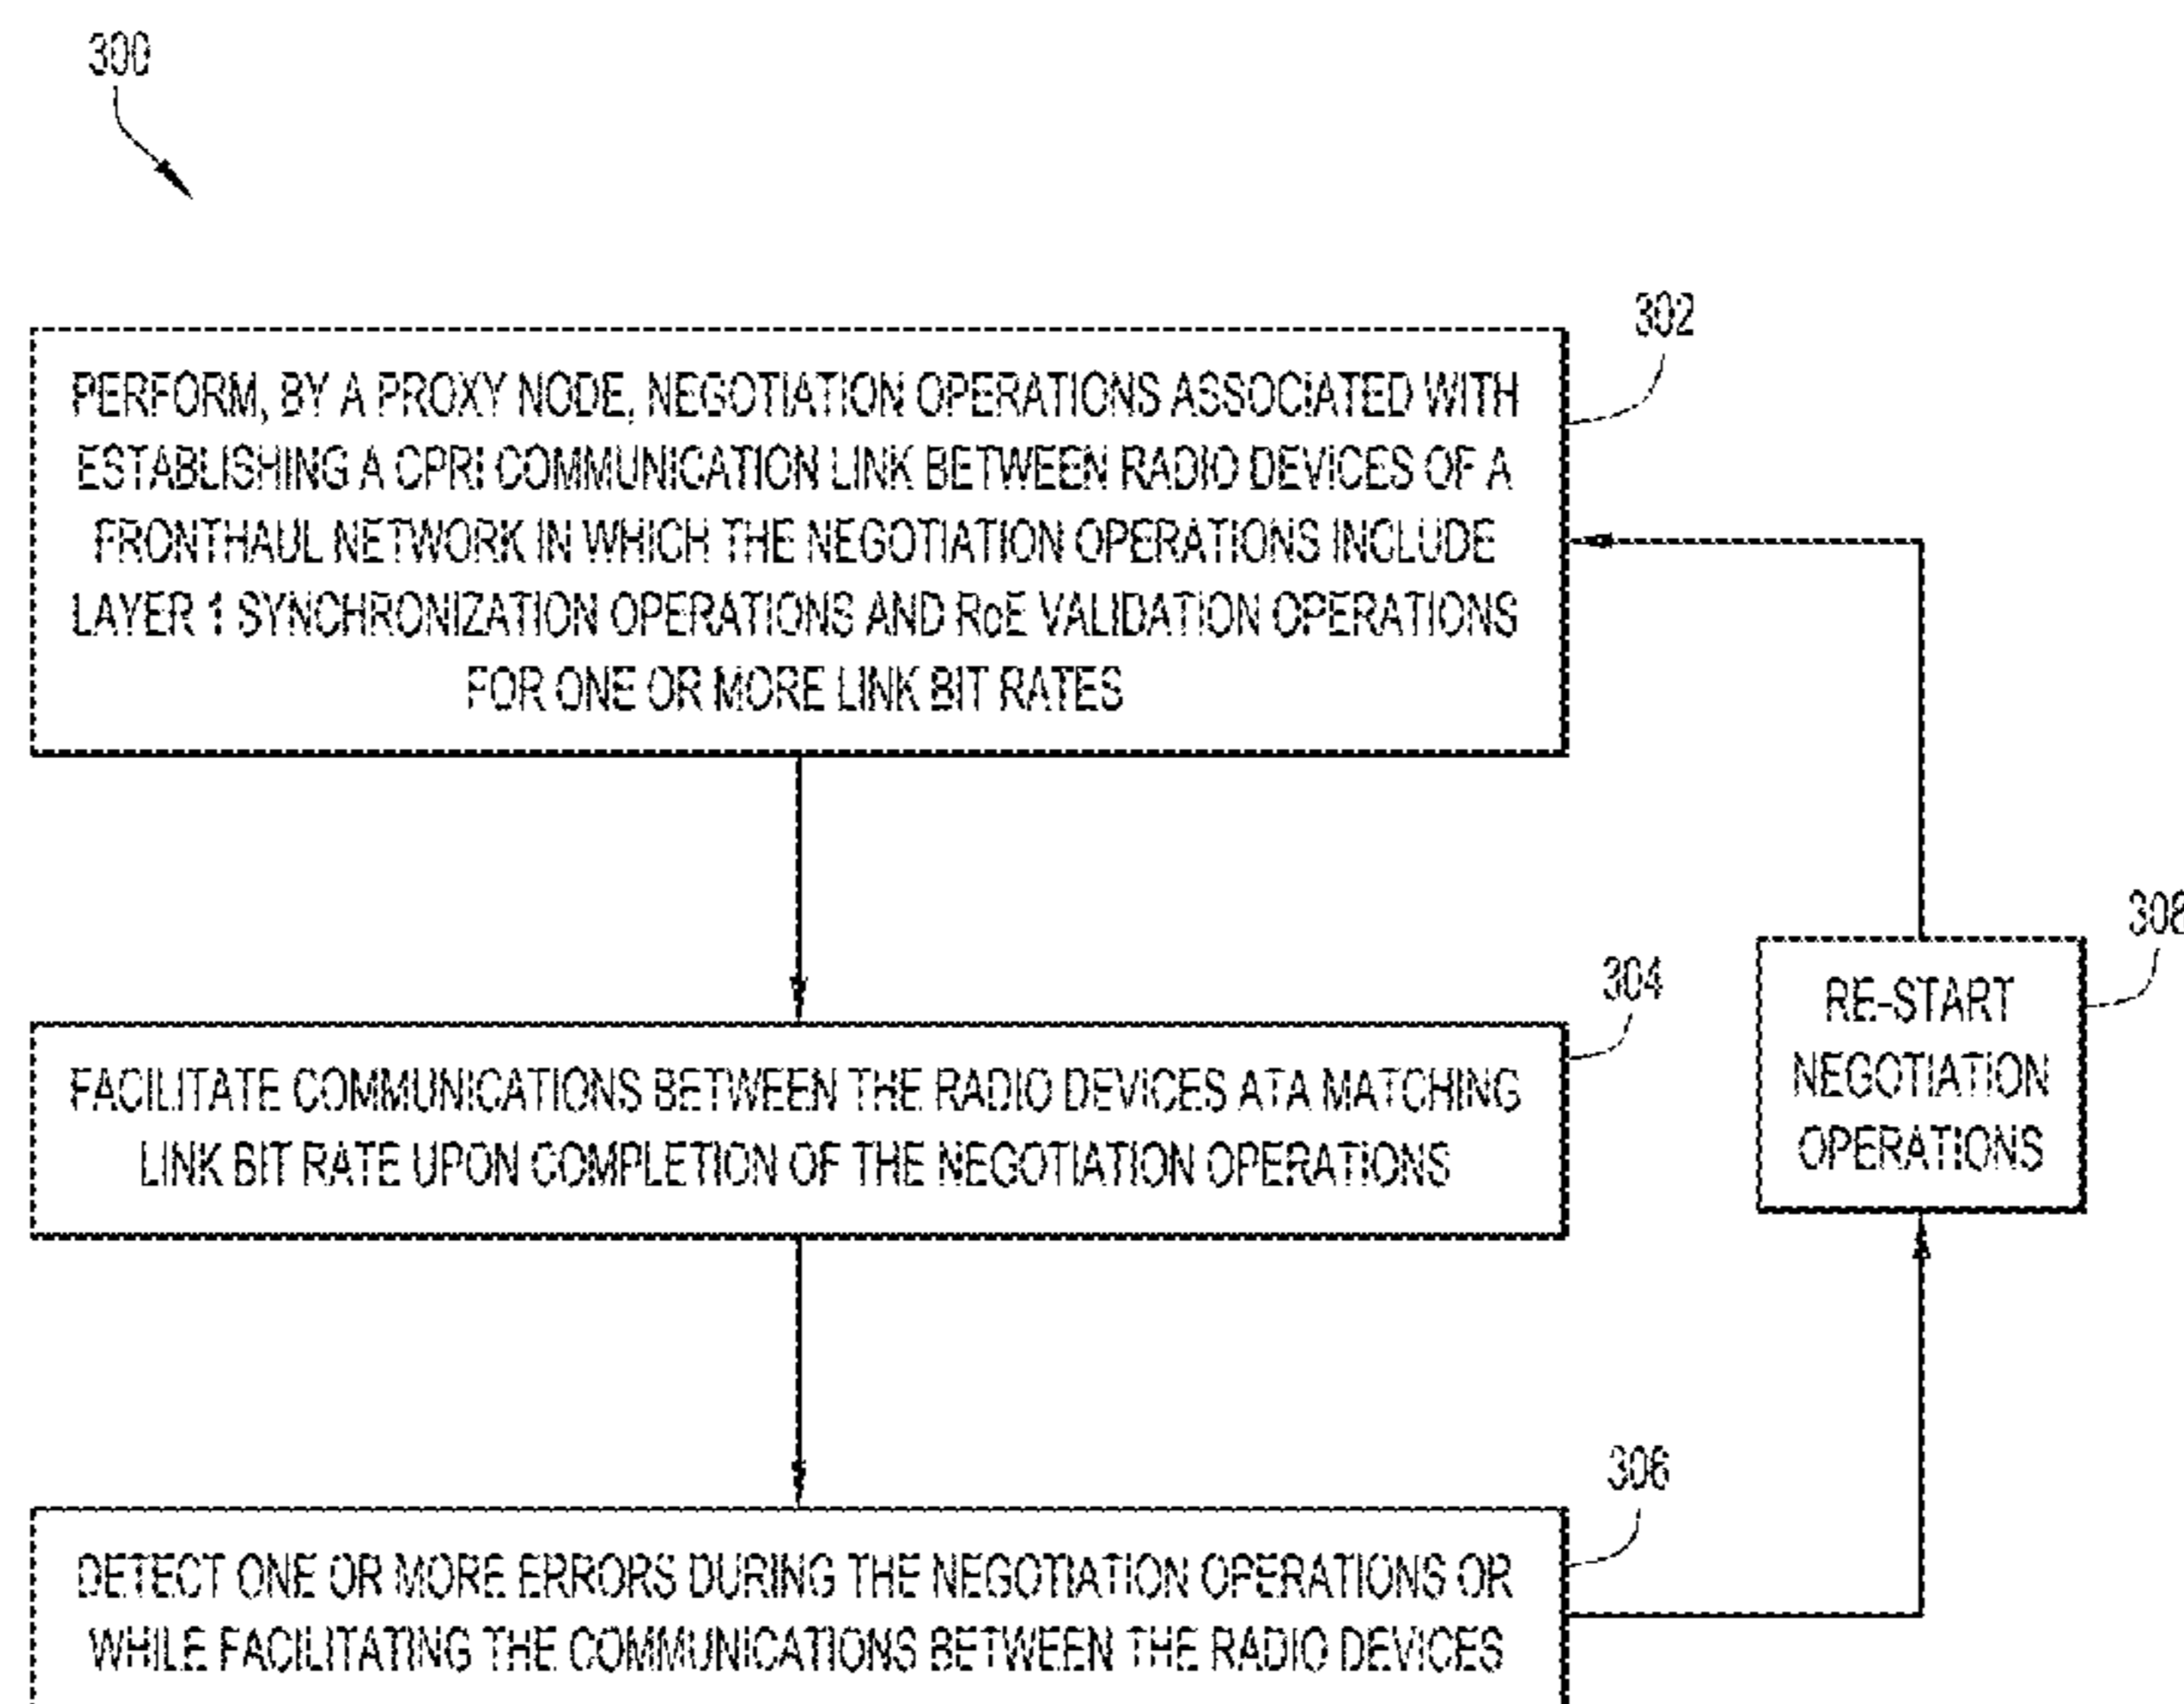 300
302
PERFORM, BY A PROXY NODE, NEGOTIATION OPERATIONS ASSOCIATED WITH
ESTABLISHING A CPRI COMMUNICATION LINK BETWEEN RADIO DEVICES OF A
FRONTHAUL NETWORK IN WHICH THE NEGOTIATION OPERATIONS INCLUDE
LAYER 1 SYNCHRONIZATION OPERATIONS AND RoE VALIDATION OPERATIONS
FOR ONE OR MORE LINK BIT RATES
308
RE-START
NEGOTIATION
OPERATIONS
304
FACILITATE COMMUNICATIONS BETWEEN THE RADIO DEVICES ATA MATCHING
LINK BIT RATE UPON COMPLETION OF THE NEGOTIATION OPERATIONS
306
DETECT ONE OR MORE ERRORS DURING THE NEGOTIATION OPERATIONS OR
WHILE FACILITATING THE COMMUNICATIONS BETWEEN THE RADIO DEVICES